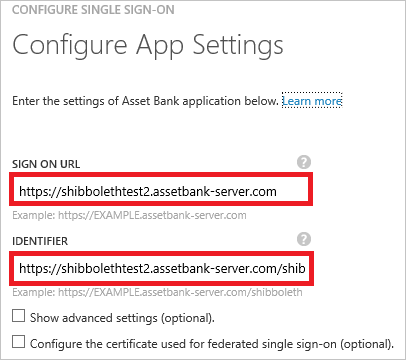 CONFIGURE SINGLE SIGN-ON
Configure App Settings
Enter the settings of Asset Bank application below. Learn more
SIGN ON URL ?
https://shibbolethtest2.assetbank-server.com
Example: https://EXAMPLE.assetbank-server.com
IDENTIFIER ?
https://shibbolethtest2.assetbank-server.com/shib
Example: https://EXAMPLE.assetbank-server.com/shibboleth
Show advanced settings (optional).
Configure the certificate used for federated single sign-on (optional).